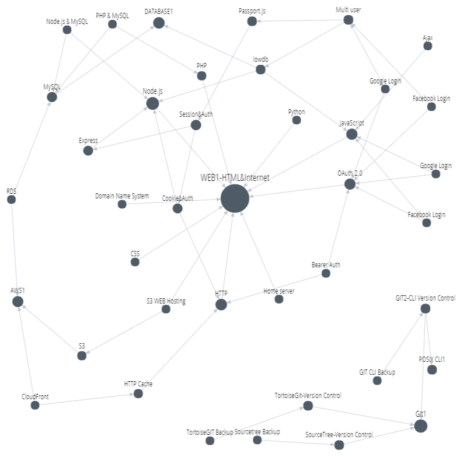 Node.js & MySQL
PHP & MySQL
DATABASE1
Passport.js
Multi user
Ajax
PHP
lowdb
MySQL
Node.js
Google Login
Facebook Login
Session&Auth
Python
JavaScript
Express
WEB1-HTML&Internet
OAuth 2.0
Google Login
RDS
Domain Name System
Cookie&Auth
Facebook Login
CSS
Bearer Auth
AWS1
S3 WEB Hosting
HTTP
Home server
GIT2-CLI Version Control
S3
GIT CLI Backup
CloudFront
HTTP Cache
TortoiseGit-Version Control
Git1
TortoiseGIT Backup
Sourcetree Backup
SourceTree-Version Control